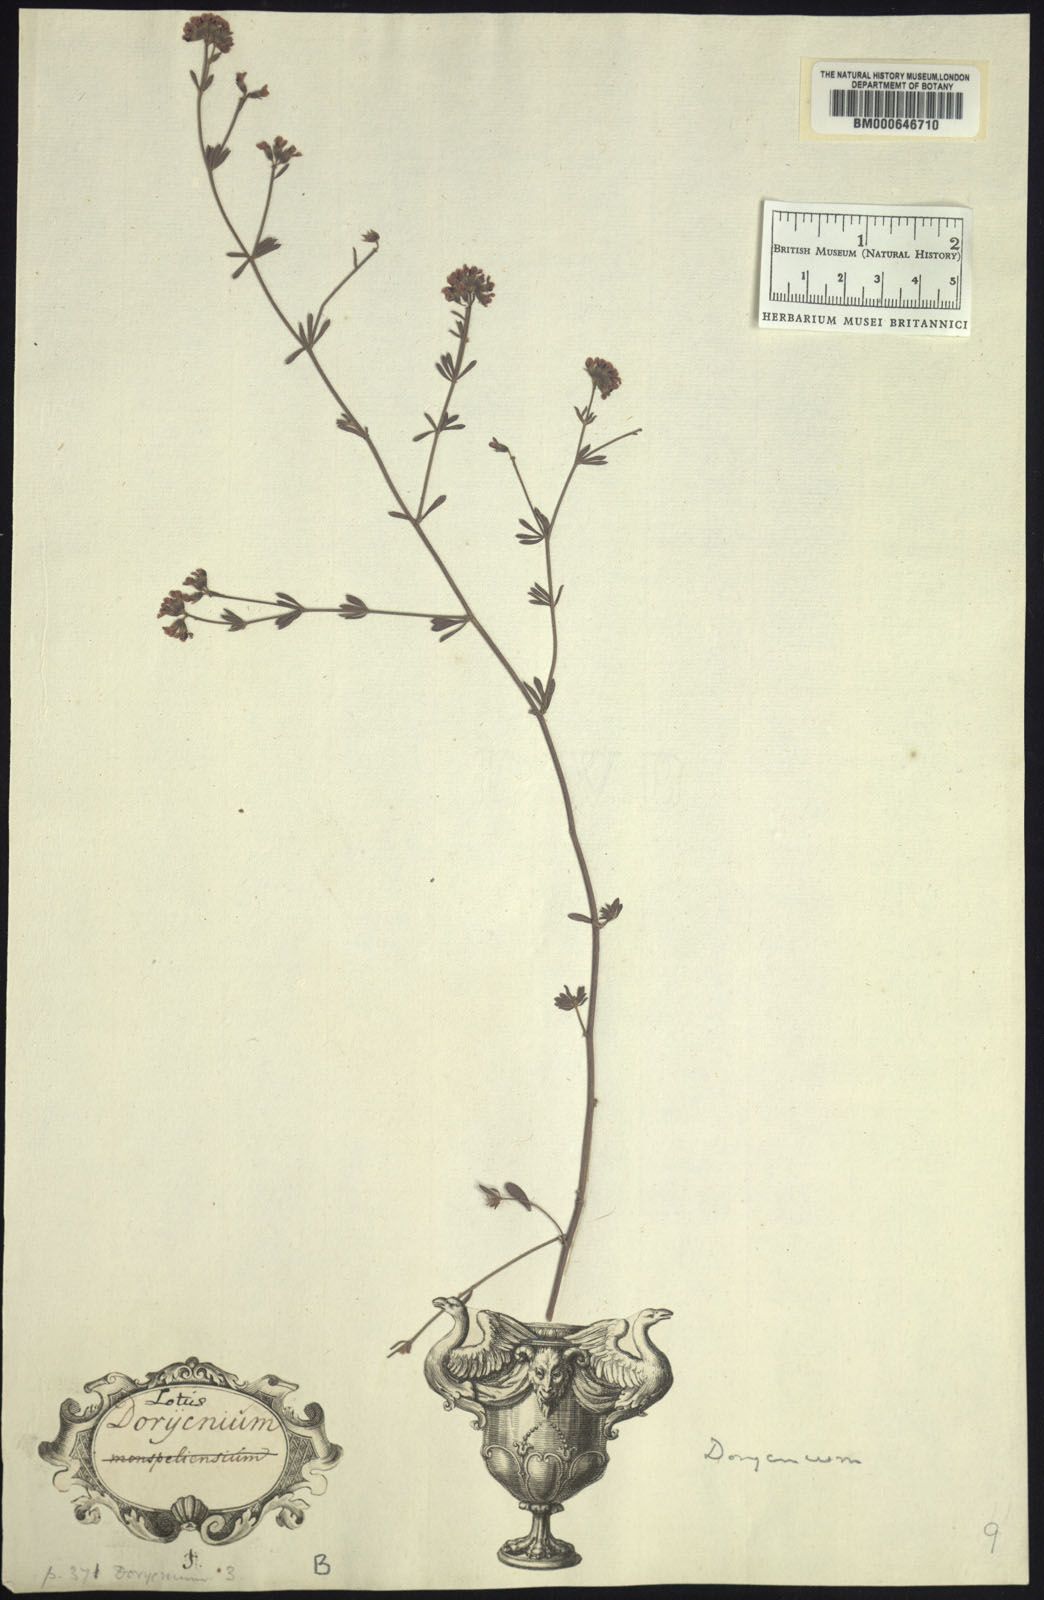 THE NATURAL HISTORY MUSEUM, LONDON
DEPARTMEMT OF BOTANY
BM000646710
1 2
BRITISH MUSEUM (NATURAL HISTORY)
1 2 3 4 5
HERBARIUM MUSEI BRITANNICI
Lotus
Dorycniúm
monspeliensium
Dorycnium
9
p. 371 Dorycnium 3.
B